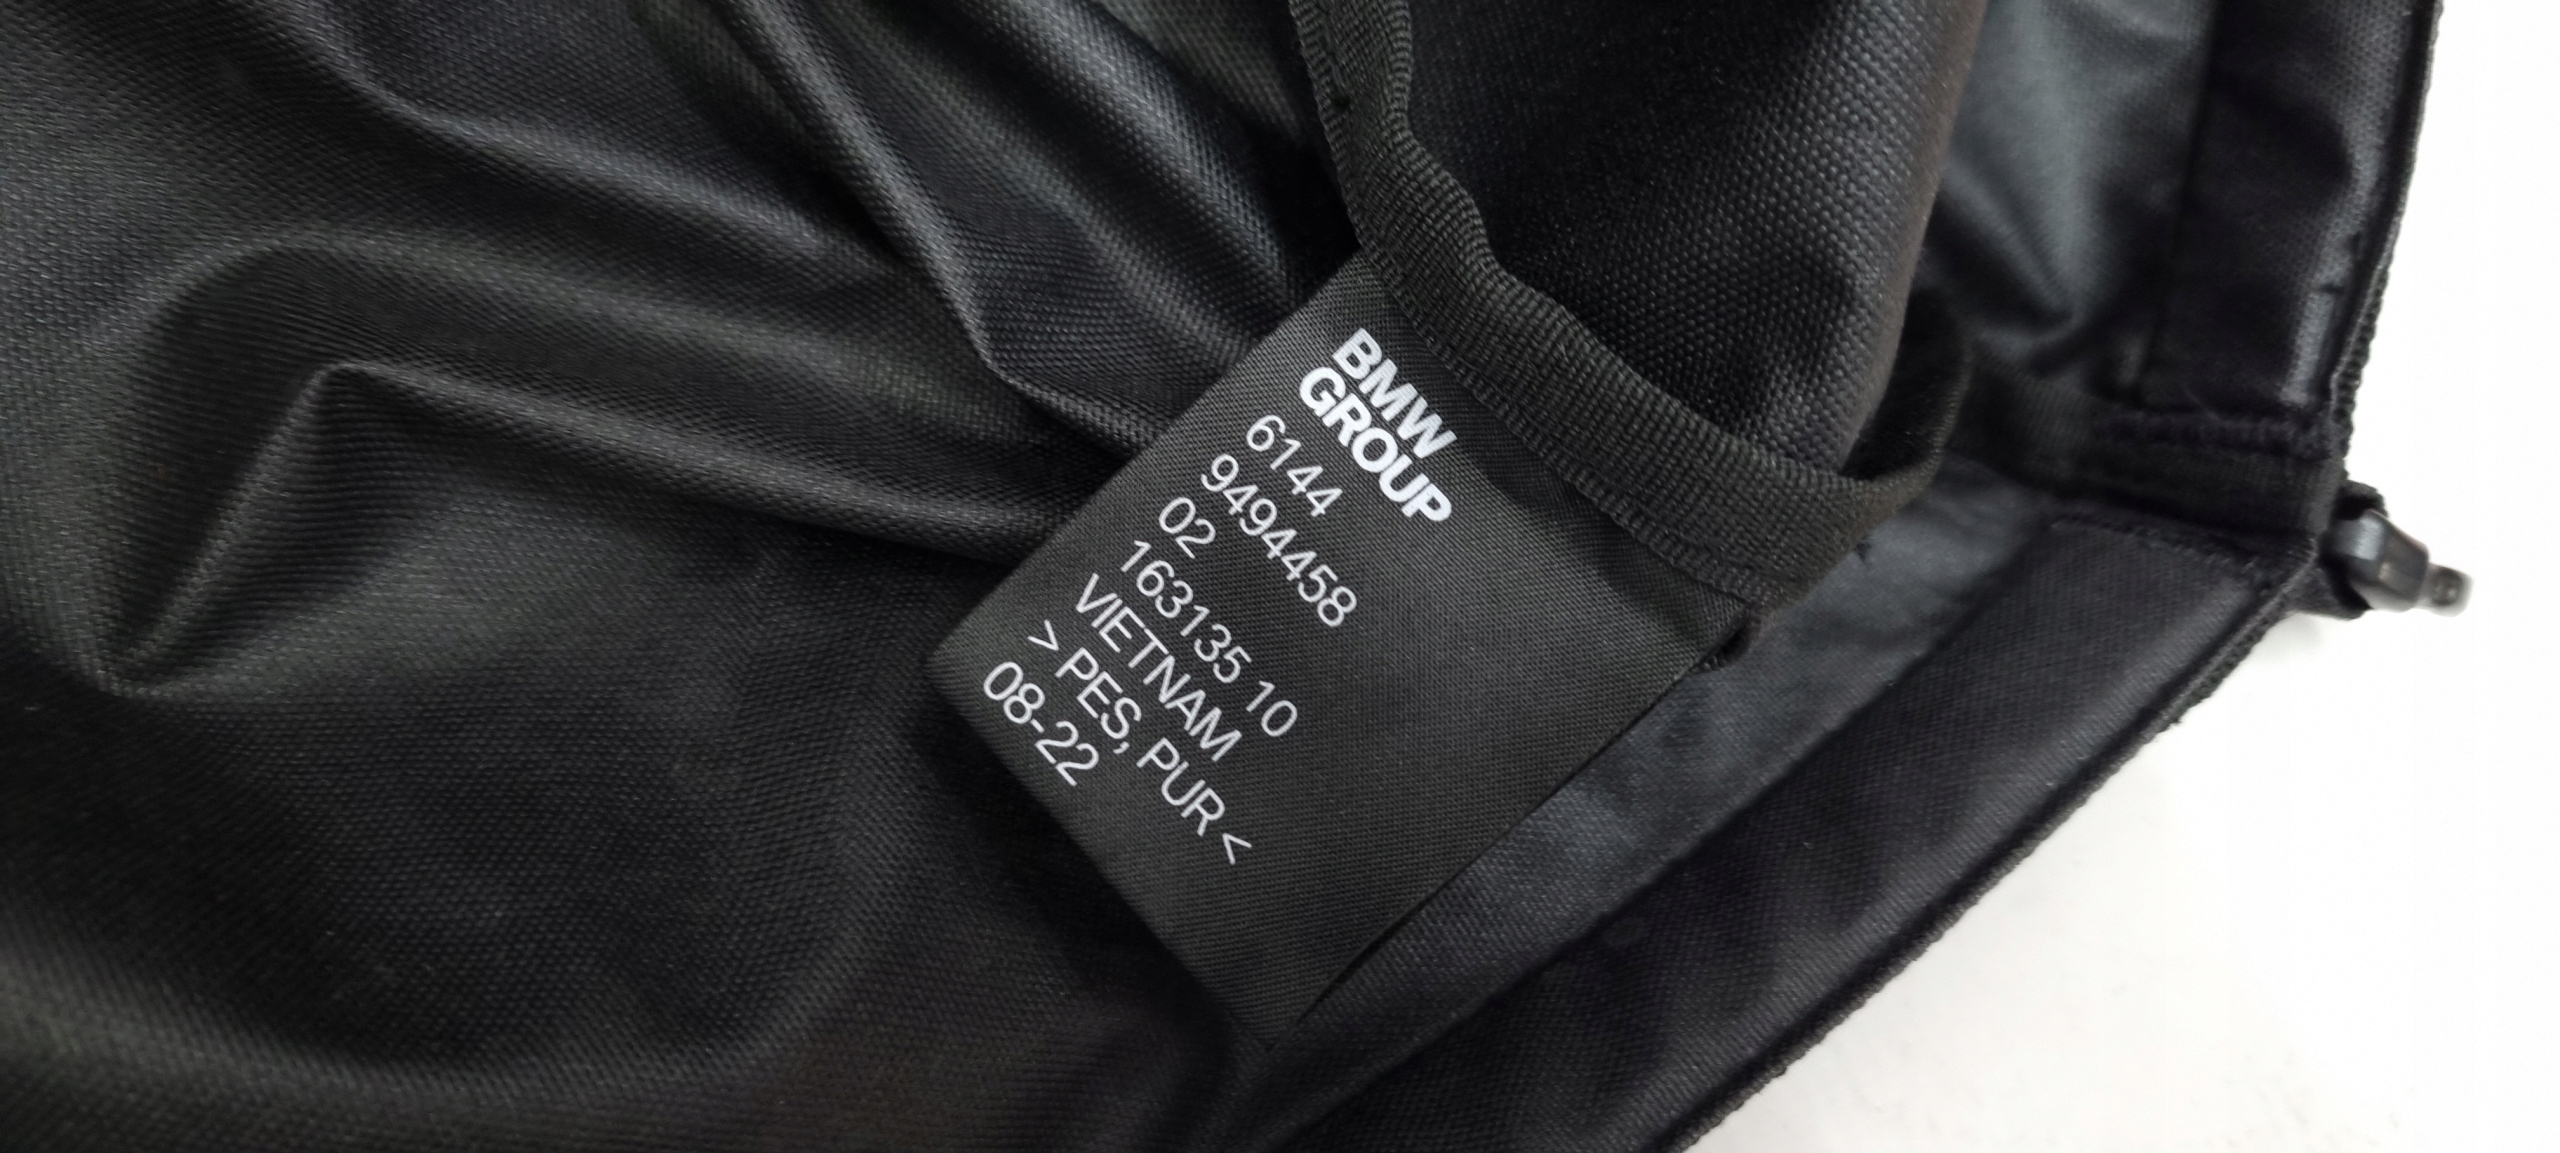 BMW
GROUP
6144
9494458
02
163135 10
VIETNAM
>PES, PUR<
08-22